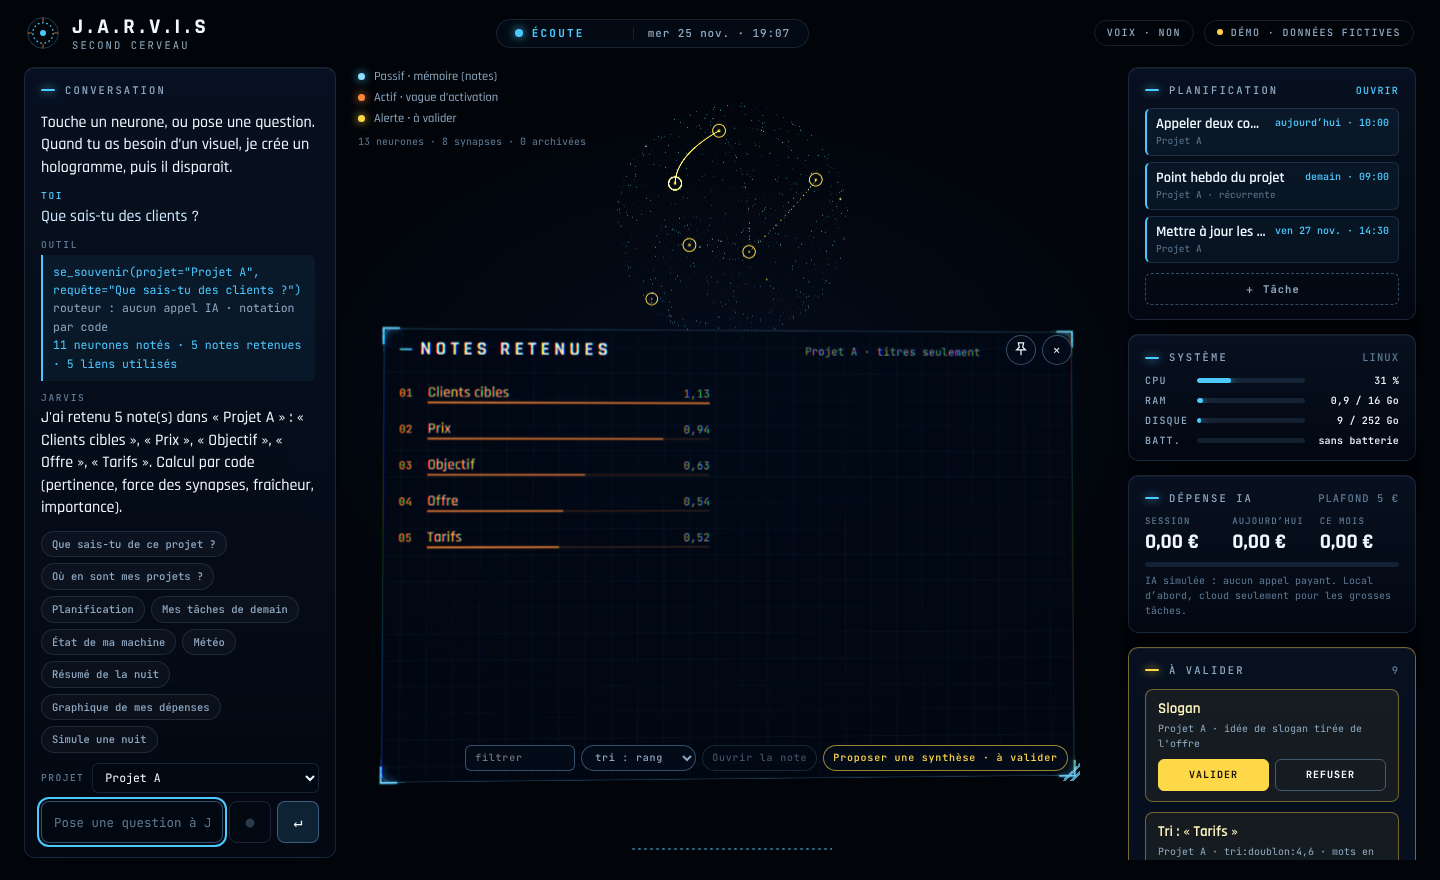 J.A.R.V.I.S
SECOND CERVEAU
ÉCOUTE
mer 25 nov. · 19:07
VOIX · NON
DÉMO · DONNÉES FICTIVES
CONVERSATION
Touche un neurone, ou pose une question.
Quand tu as besoin d'un visuel, je crée un
hologramme, puis il disparaît.
TOI
Que sais-tu des clients ?
OUTIL
se_souvenir(projet="Projet A",
requête="Que sais-tu des clients ?")
routeur : aucun appel IA · notation
par code
11 neurones notés · 5 notes retenues
· 5 liens utilisés
JARVIS
J'ai retenu 5 note(s) dans « Projet A » : «
Clients cibles », « Prix », « Objectif », «
Offre », « Tarifs ». Calcul par code
(pertinence, force des synapses, fraîcheur,
importance).
Que sais-tu de ce projet ?
Où en sont mes projets ?
Planification
Mes tâches de demain
État de ma machine
Météo
Résumé de la nuit
Graphique de mes dépenses
Simule une nuit
PROJET
Projet A
Pose une question à J
↵
Passif · mémoire (notes)
Actif · vague d'activation
Alerte · à valider
13 neurones · 8 synapses · 0 archivées
NOTES RETENUES
Projet A · titres seulement
×
01 Clients cibles 1,13
02 Prix 0,94
03 Objectif 0,63
04 Offre 0,54
05 Tarifs 0,52
filtrer
tri : rang
Ouvrir la note
Proposer une synthèse · à valider
PLANIFICATION
OUVRIR
Appeler deux co… aujourd’hui · 10:00
Projet A
Point hebdo du projet demain · 09:00
Projet A · récurrente
Mettre à jour les … ven 27 nov. · 14:30
Projet A
+ Tâche
SYSTÈME
LINUX
CPU 31 %
RAM 0,9 / 16 Go
DISQUE 9 / 252 Go
BATT. sans batterie
DÉPENSE IA
PLAFOND 5 €
SESSION AUJOURD’HUI CE MOIS
0,00 € 0,00 € 0,00 €
IA simulée : aucun appel payant. Local
d’abord, cloud seulement pour les grosses
tâches.
À VALIDER
9
Slogan
Projet A · idée de slogan tirée de
l'offre
VALIDER
REFUSER
Tri : « Tarifs »
Projet A · tri:doublon:4,6 · mots en